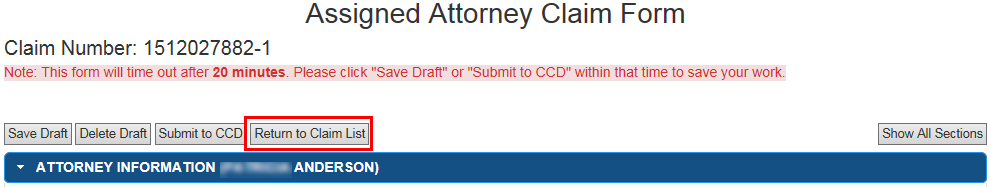 Assigned Attorney Claim Form
Claim Number: 1512027882-1
Note: This form will time out after 20 minutes. Please click "Save Draft" or "Submit to CCD" within that time to save your work.
Save Draft Delete Draft Submit to CCD Return to Claim List Show All Sections
ATTORNEY INFORMATION ( ANDERSON)